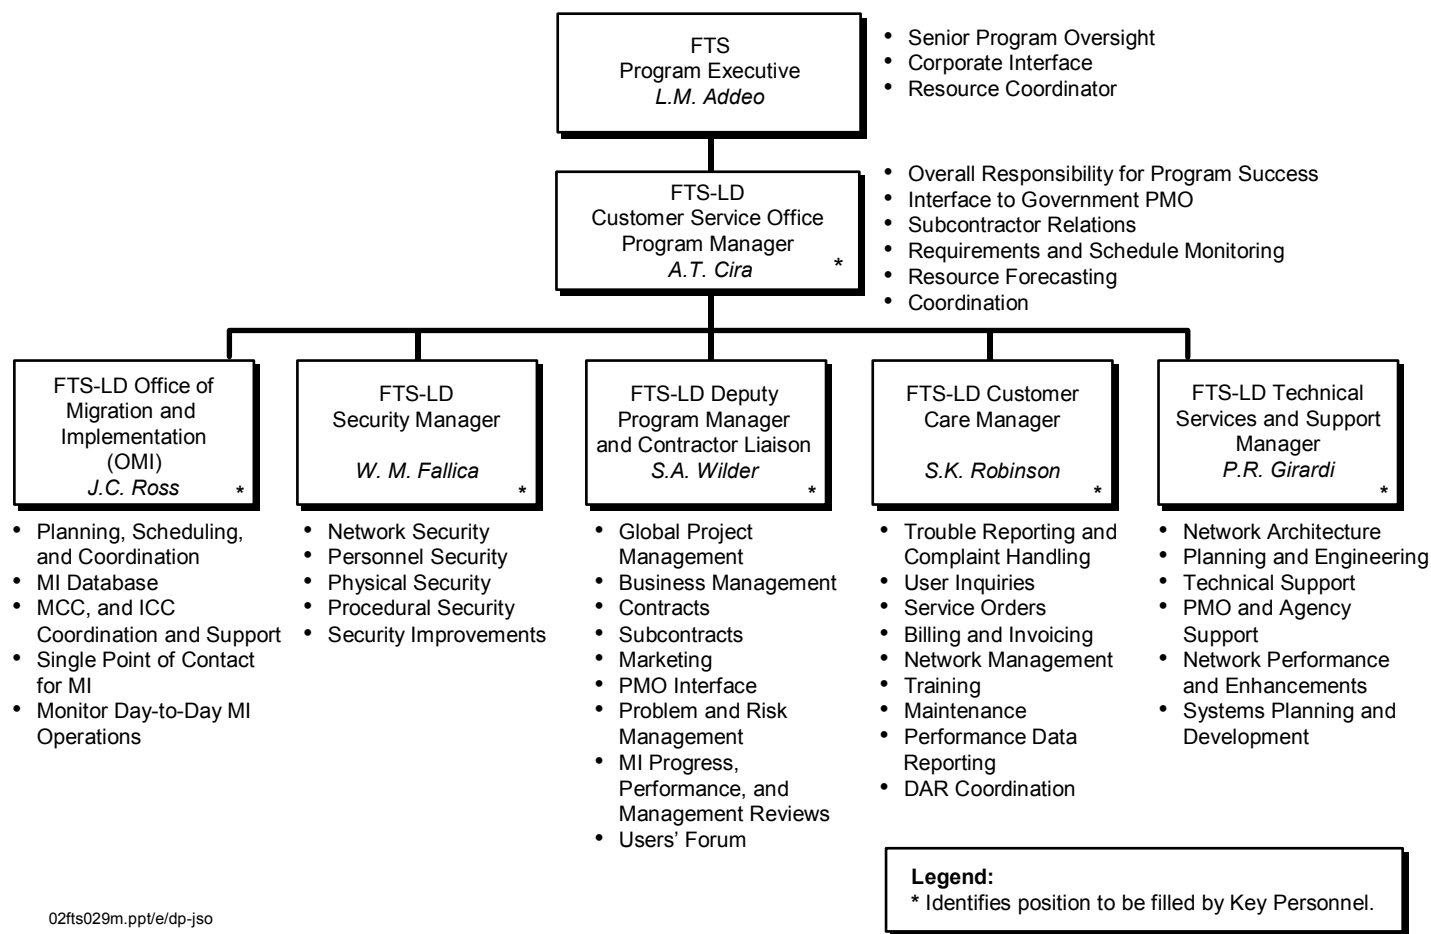 FTS
Program Executive
L.M. Addeo
• Senior Program Oversight
• Corporate Interface
• Resource Coordinator
FTS-LD
Customer Service Office
Program Manager
A.T. Cira *
• Overall Responsibility for Program Success
• Interface to Government PMO
• Subcontractor Relations
• Requirements and Schedule Monitoring
• Resource Forecasting
• Coordination
FTS-LD Office of
Migration and
Implementation
(OMI)
J.C. Ross *
• Planning, Scheduling,
and Coordination
• MI Database
• MCC, and ICC
Coordination and Support
• Single Point of Contact
for MI
• Monitor Day-to-Day MI
Operations
FTS-LD
Security Manager
W. M. Fallica
*
• Network Security
• Personnel Security
• Physical Security
• Procedural Security
• Security Improvements
FTS-LD Deputy
Program Manager
and Contractor Liaison
S.A. Wilder
*
• Global Project
Management
• Business Management
• Contracts
• Subcontracts
• Marketing
• PMO Interface
• Problem and Risk
Management
• MI Progress,
Performance, and
Management Reviews
• Users’ Forum
FTS-LD Customer
Care Manager
S.K. Robinson
*
• Trouble Reporting and
Complaint Handling
• User Inquiries
• Service Orders
• Billing and Invoicing
• Network Management
• Training
• Maintenance
• Performance Data
Reporting
• DAR Coordination
FTS-LD Technical
Services and Support
Manager
P.R. Girardi
*
• Network Architecture
• Planning and Engineering
• Technical Support
• PMO and Agency
Support
• Network Performance
and Enhancements
• Systems Planning and
Development
Legend:
* Identifies position to be filled by Key Personnel.
02fts029m.ppt/e/dp-jso